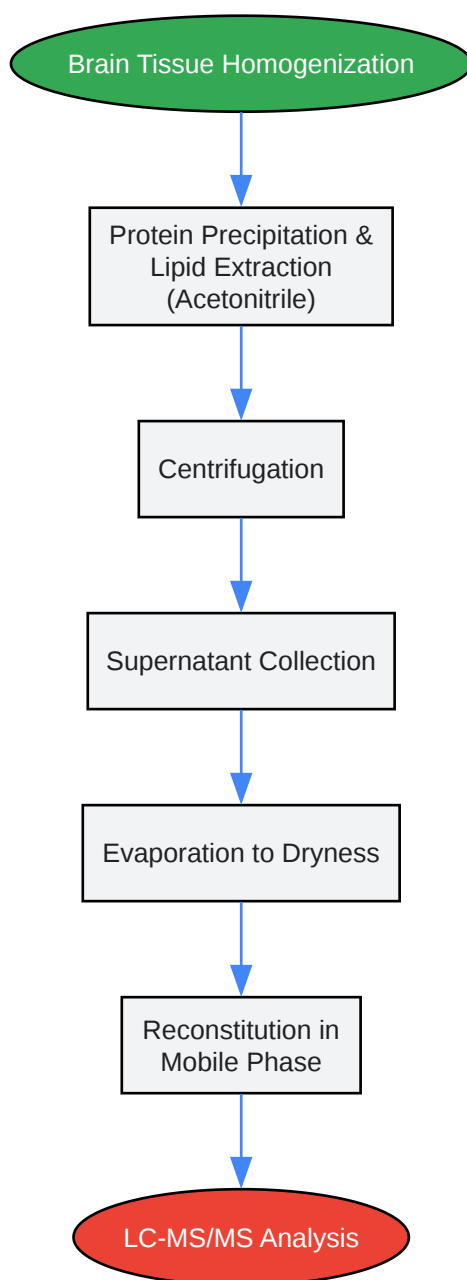 Brain Tissue Homogenization
Protein Precipitation &
Lipid Extraction
(Acetonitrile)
Centrifugation
Supernatant Collection
Evaporation to Dryness
Reconstitution in
Mobile Phase
LC-MS/MS Analysis